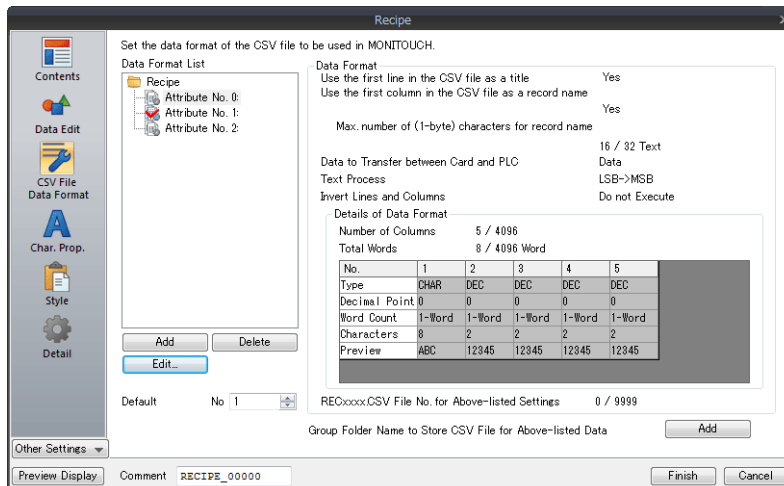 Recipe
Set the data format of the CSV file to be used in MONITOUCH.
Contents
Data Edit
CSV File
Data Format
Char. Prop.
Style
Detail
Other Settings
Data Format List
Recipe
Attribute No. 0:
Attribute No. 1:
Attribute No. 2:
Add Delete
Edit...
Default No 1
Data Format
Use the first line in the CSV file as a title Yes
Use the first column in the CSV file as a record name
Yes
Max. number of (1-byte) characters for record name
16 / 32 Text
Data to Transfer between Card and PLC Data
Text Process LSB->MSB
Invert Lines and Columns Do not Execute
Details of Data Format
Number of Columns 5 / 4096
Total Words 8 / 4096 Word
No. 1 2 3 4 5
Type CHAR DEC DEC DEC DEC
Decimal Point 0 0 0 0 0
Word Count 1-Word 1-Word 1-Word 1-Word 1-Word
Characters 8 2 2 2 2
Preview ABC 12345 12345 12345 12345
RECxxxx.CSV File No. for Above-listed Settings 0 / 9999
Group Folder Name to Store CSV File for Above-listed Data Add
Preview Display Comment RECIPE_00000 Finish Cancel